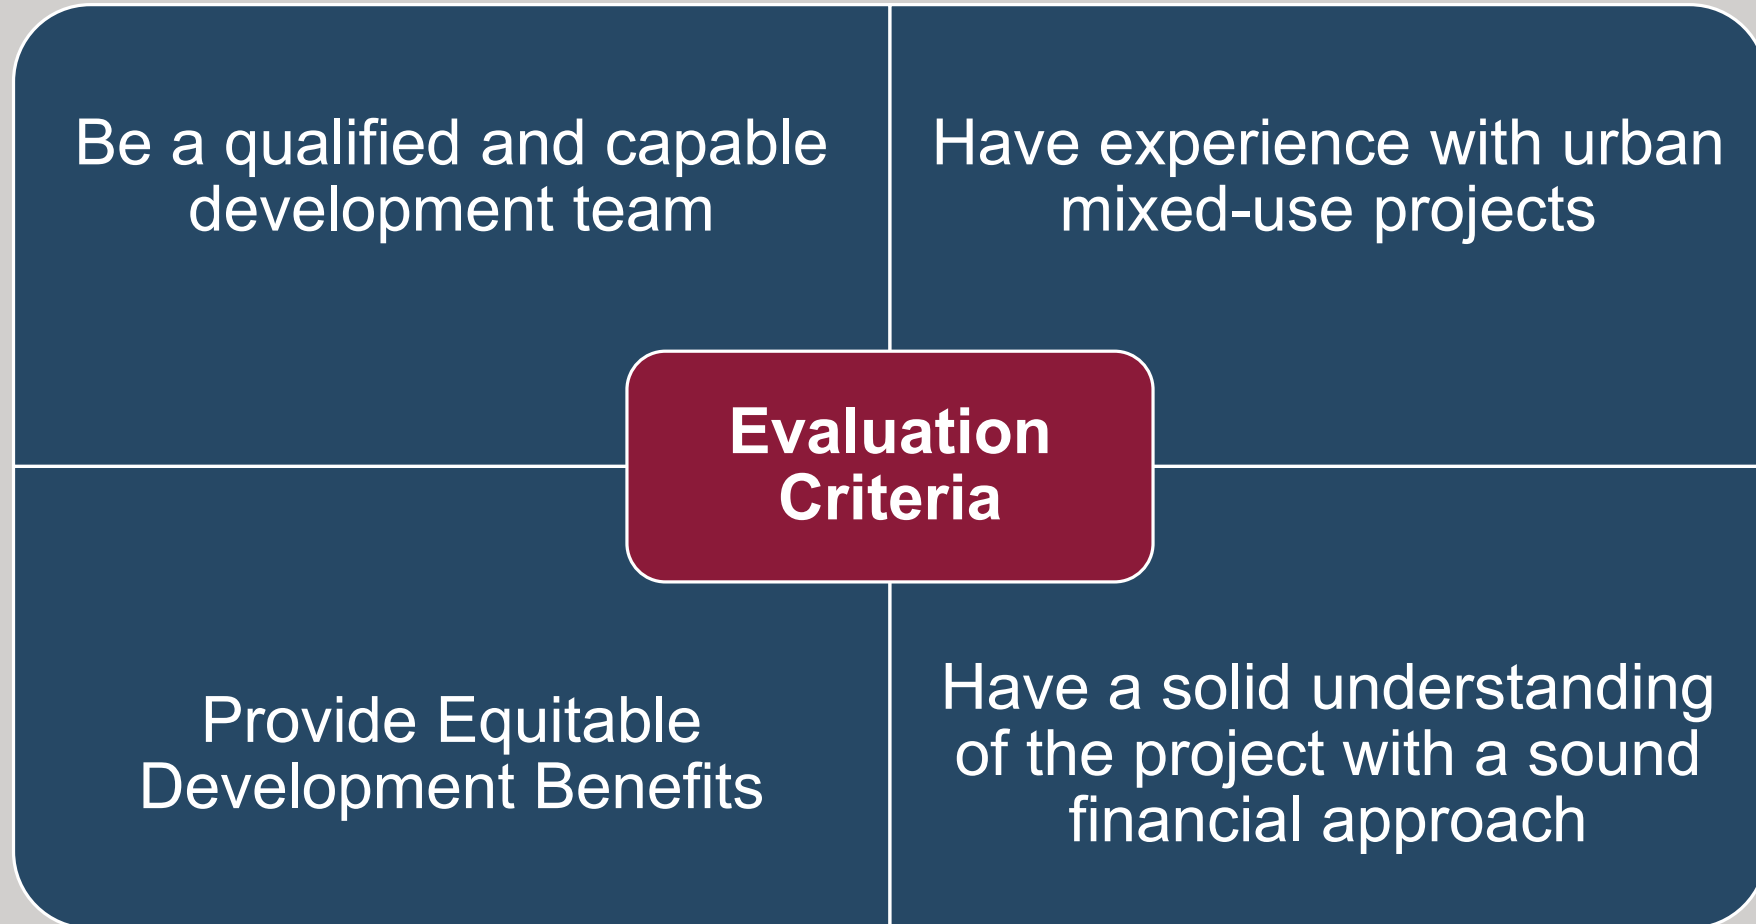 Be a qualified and capable
development team
Have experience with urban
mixed-use projects
Evaluation
Criteria
Provide Equitable
Development Benefits
Have a solid understanding
of the project with a sound
financial approach